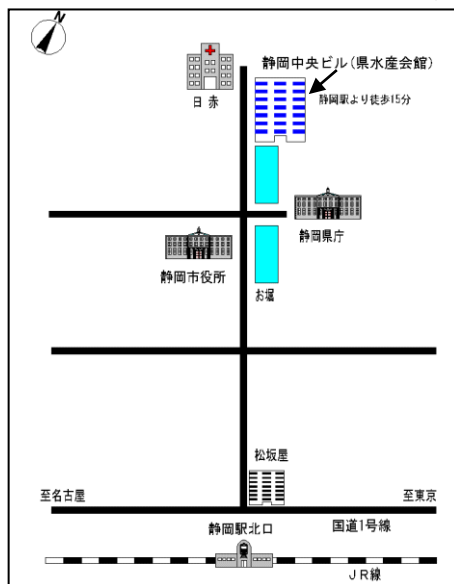 N
静岡中央ビル(県水産会館)
静岡駅より徒歩15分
日 赤
静岡県庁
静岡市役所
お堀
松坂屋
至名古屋
至東京
静岡駅北口
国道1号線
JR線